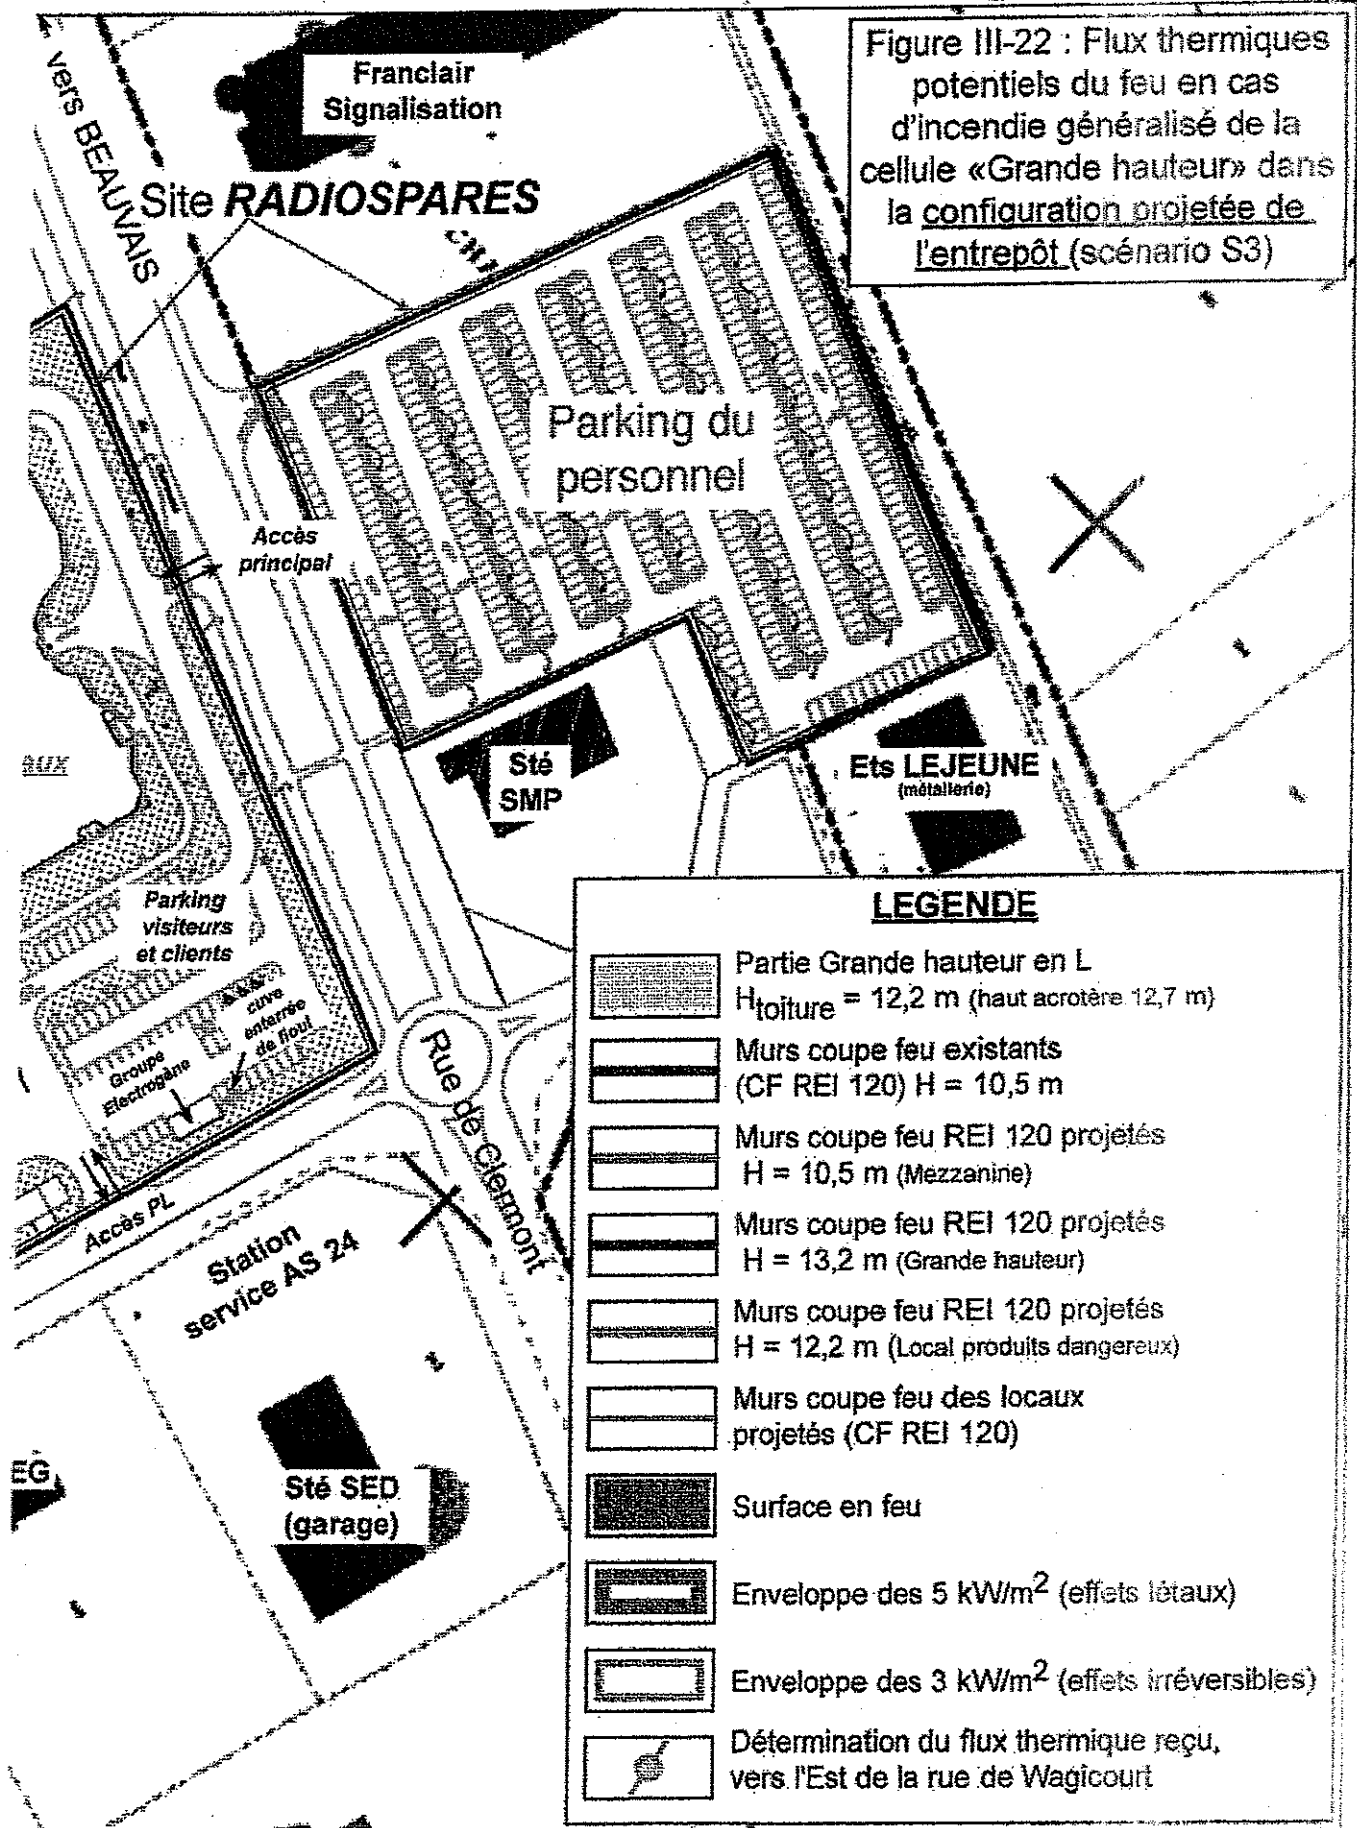 Figure III-22 : Flux thermiques
potentiels du feu en cas
d'incendie généralisé de la
cellule «Grande hauteur» dans
la configuration projetée de
l'entrepôt (scénario S3)
vers BEAUVAIS
Franclair
Signalisation
Site RADIOSPARES
Parking du
personnel
Accès
principal
aux
Sté
SMP
Ets LEJEUNE
(métallerie)
Parking
visiteurs
et clients
cuve
enterrée
de fioul
Groupe
Electrogène
Rue de Clermont
Accès PL
Station
service AS 24
EG
Sté SED
(garage)
LEGENDE
Partie Grande hauteur en L
Htoiture = 12,2 m (haut acrotère 12,7 m)
Murs coupe feu existants
(CF REI 120) H = 10,5 m
Murs coupe feu REI 120 projetés
H = 10,5 m (Mezzanine)
Murs coupe feu REI 120 projetés
H = 13,2 m (Grande hauteur)
Murs coupe feu REI 120 projetés
H = 12,2 m (Local produits dangereux)
Murs coupe feu des locaux
projetés (CF REI 120)
Surface en feu
Enveloppe des 5 kW/m² (effets létaux)
Enveloppe des 3 kW/m² (effets irréversibles)
Détermination du flux thermique reçu,
vers l'Est de la rue de Wagicourt